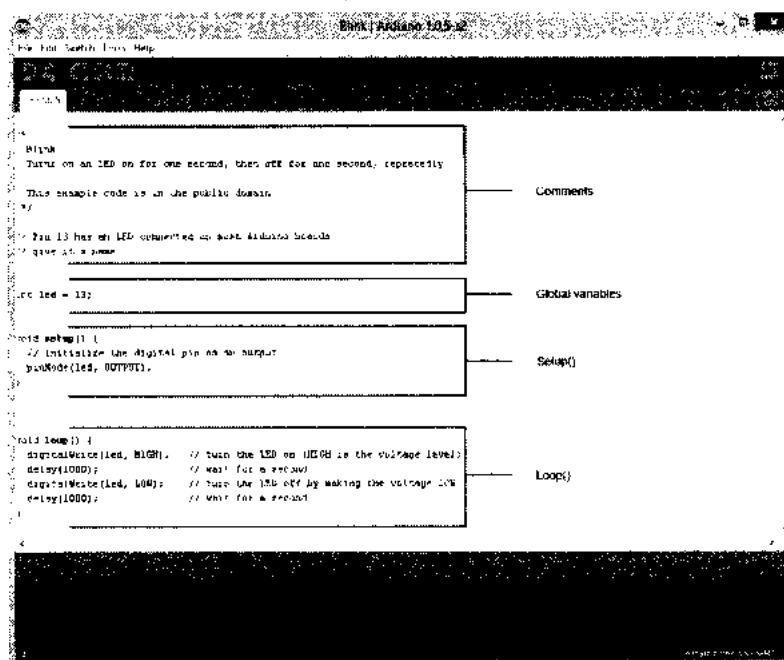 Blink | Arduino 1.0.5-r2
File Edit Sketch Tools Help
Blink
Turns on an LED on for one second, then off for one second, repeatedly
This example code is in the public domain
*/
// Pin 13 has an LED connected on most Arduino boards
// give it a name
int led = 13;
void setup() {
// initialize the digital pin as an output
pinMode(led, OUTPUT);
void loop() {
digitalWrite(led, HIGH); // turn the LED on (HIGH is the voltage level)
delay(1000); // wait for a second
digitalWrite(led, LOW); // turn the LED off by making the voltage LOW
delay(1000); // wait for a second
Comments
Global variables
Setup()
Loop()